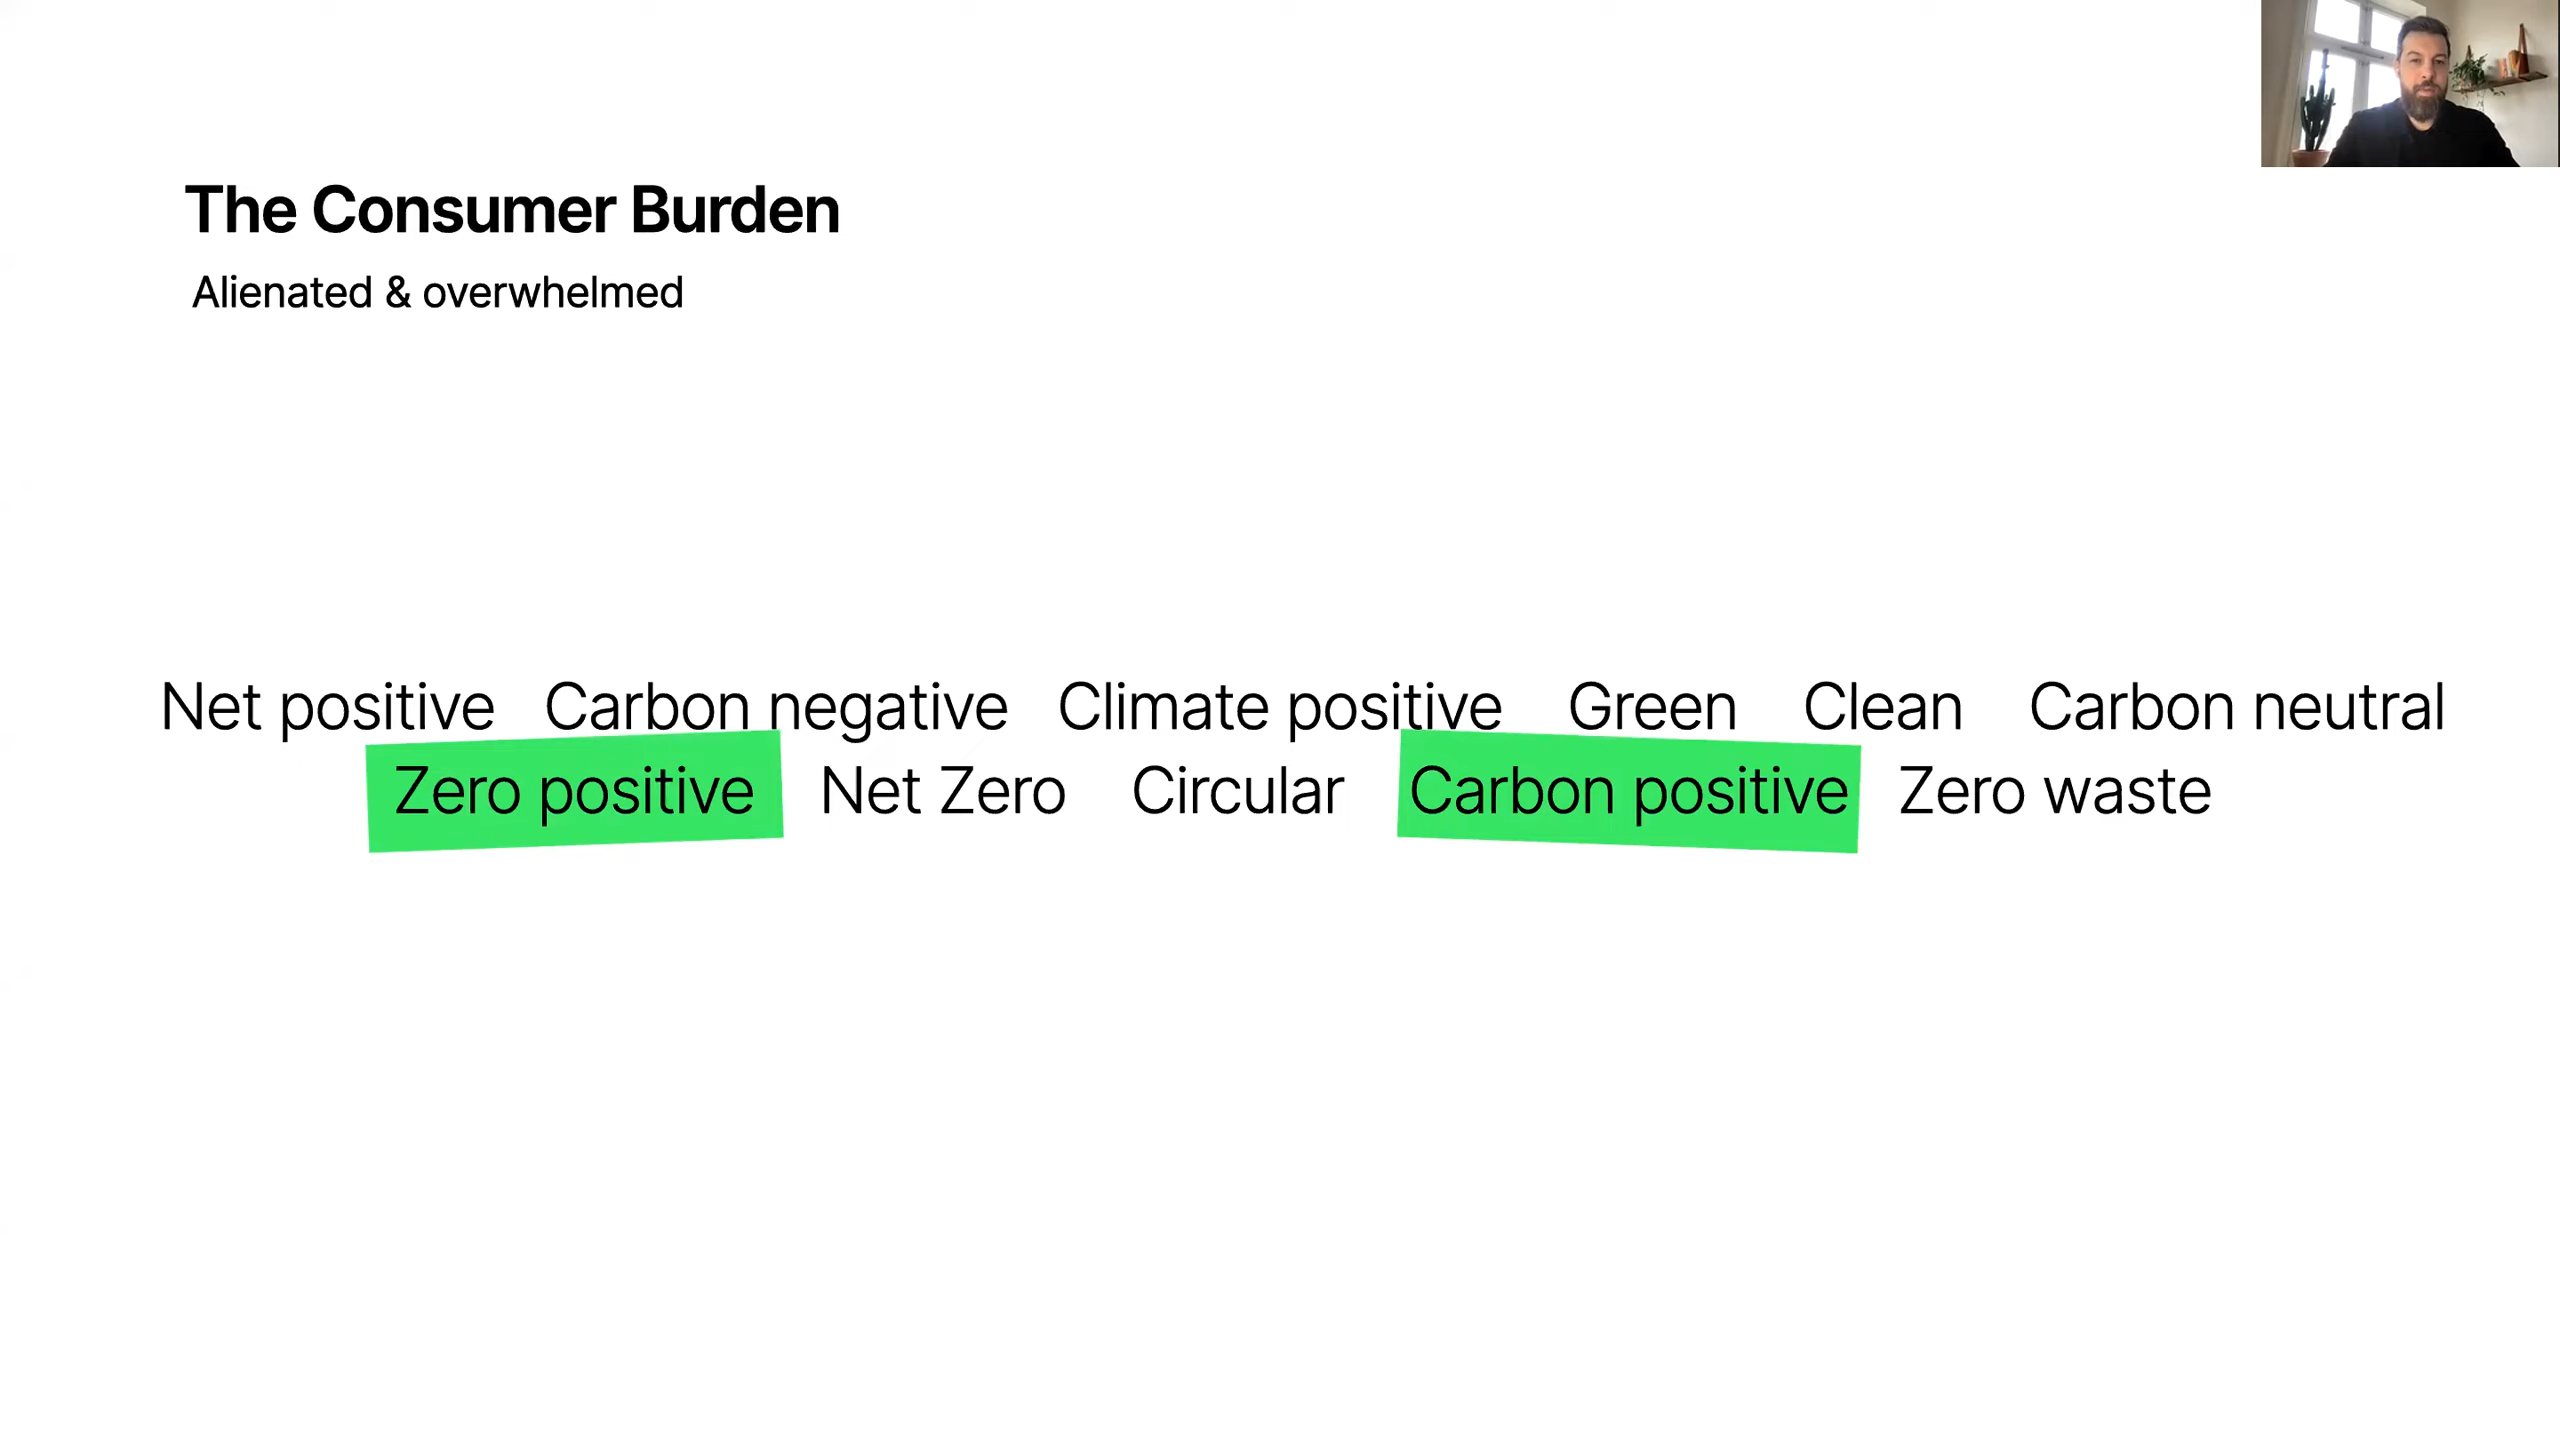 The Consumer Burden
Alienated & overwhelmed
Net positive Carbon negative Climate positive Green Clean Carbon neutral
Zero positive Net Zero Circular Carbon positive Zero waste